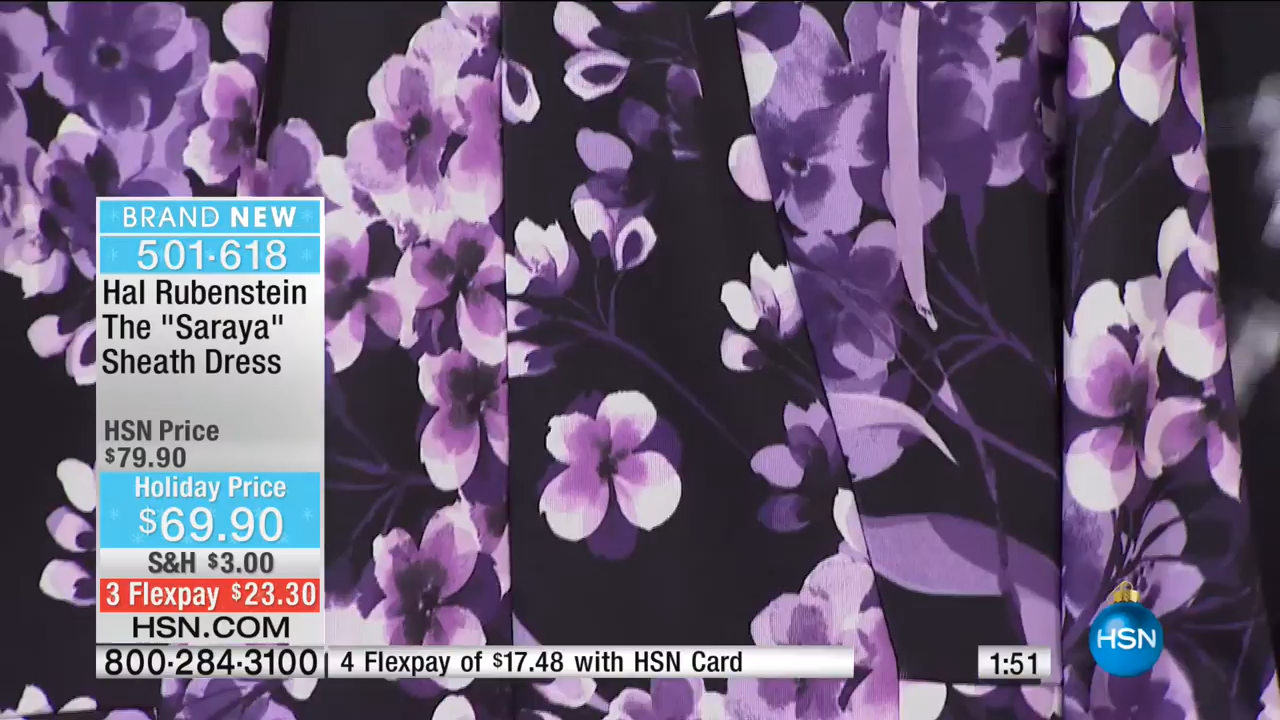 BRAND NEW
501-618
Hal Rubenstein
The "Saraya"
Sheath Dress
HSN Price
$79.90
Holiday Price
$69.90
S&H $3.00
3 Flexpay $23.30
HSN.COM
800-284-3100
4 Flexpay of $17.48 with HSN Card
1:51
HSN